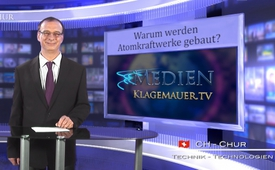 Warum werden
Atomkraftwerke gebaut?
MEDIEN
KLAGEMAUER.TV
CH - CHUR
TECHNIK - TECHNOLOGIEN